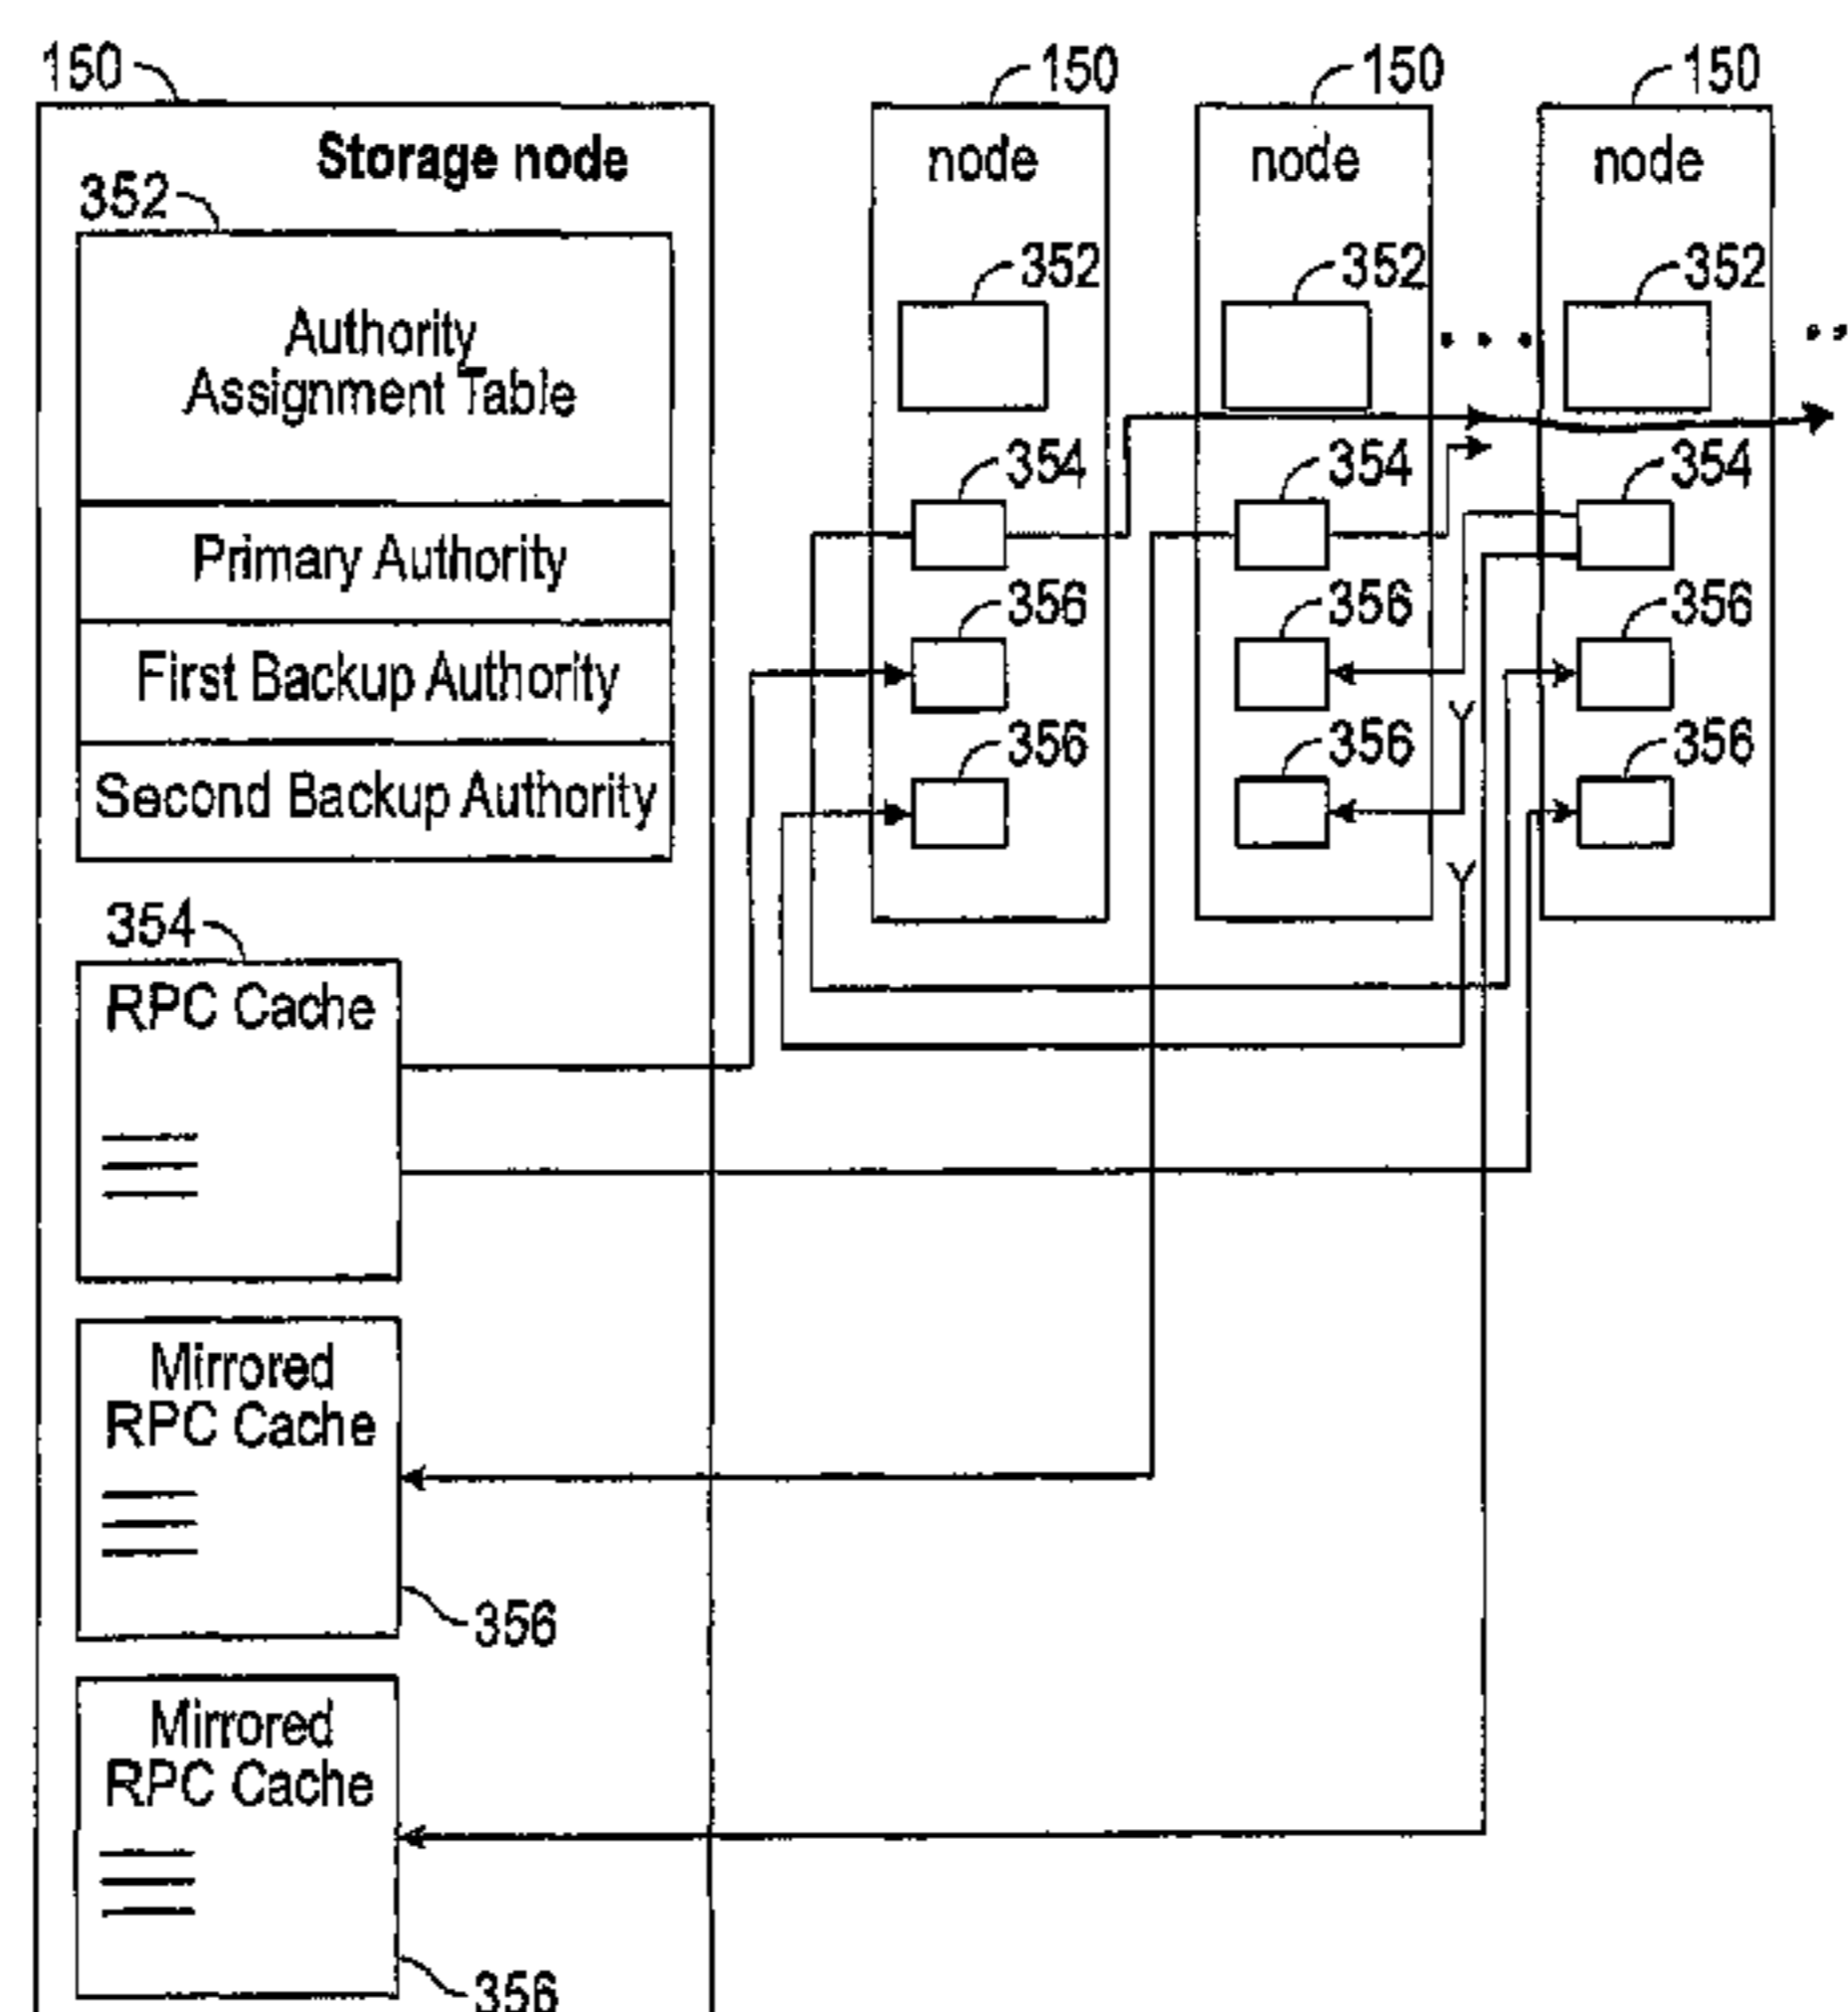 150
150
150
150
Storage node
node
node
node
352
352
352
352
Authority
Assignment Table
354
354
354
Primary Authority
356
356
356
First Backup Authority
356
356
356
Second Backup Authority
354
RPC Cache
Mirrored
RPC Cache
356
Mirrored
RPC Cache
356